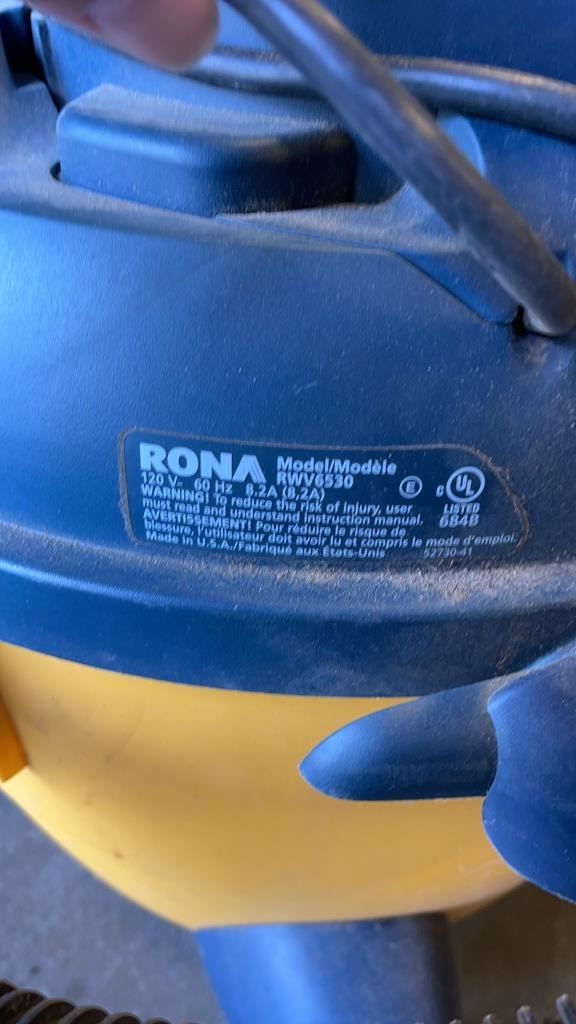 RONA Model/Modèle
RWV6530
120 V~ 60 Hz 8.2A (8,2A)
WARNING! To reduce the risk of injury, user
must read and understand instruction manual.
AVERTISSEMENT! Pour réduire le risque de
blessure, l'utilisateur doit avoir lu et compris le mode d'emploi.
Made in U.S.A./Fabriqué aux États-Unis 52730-41
E
C UL
LISTED
684B